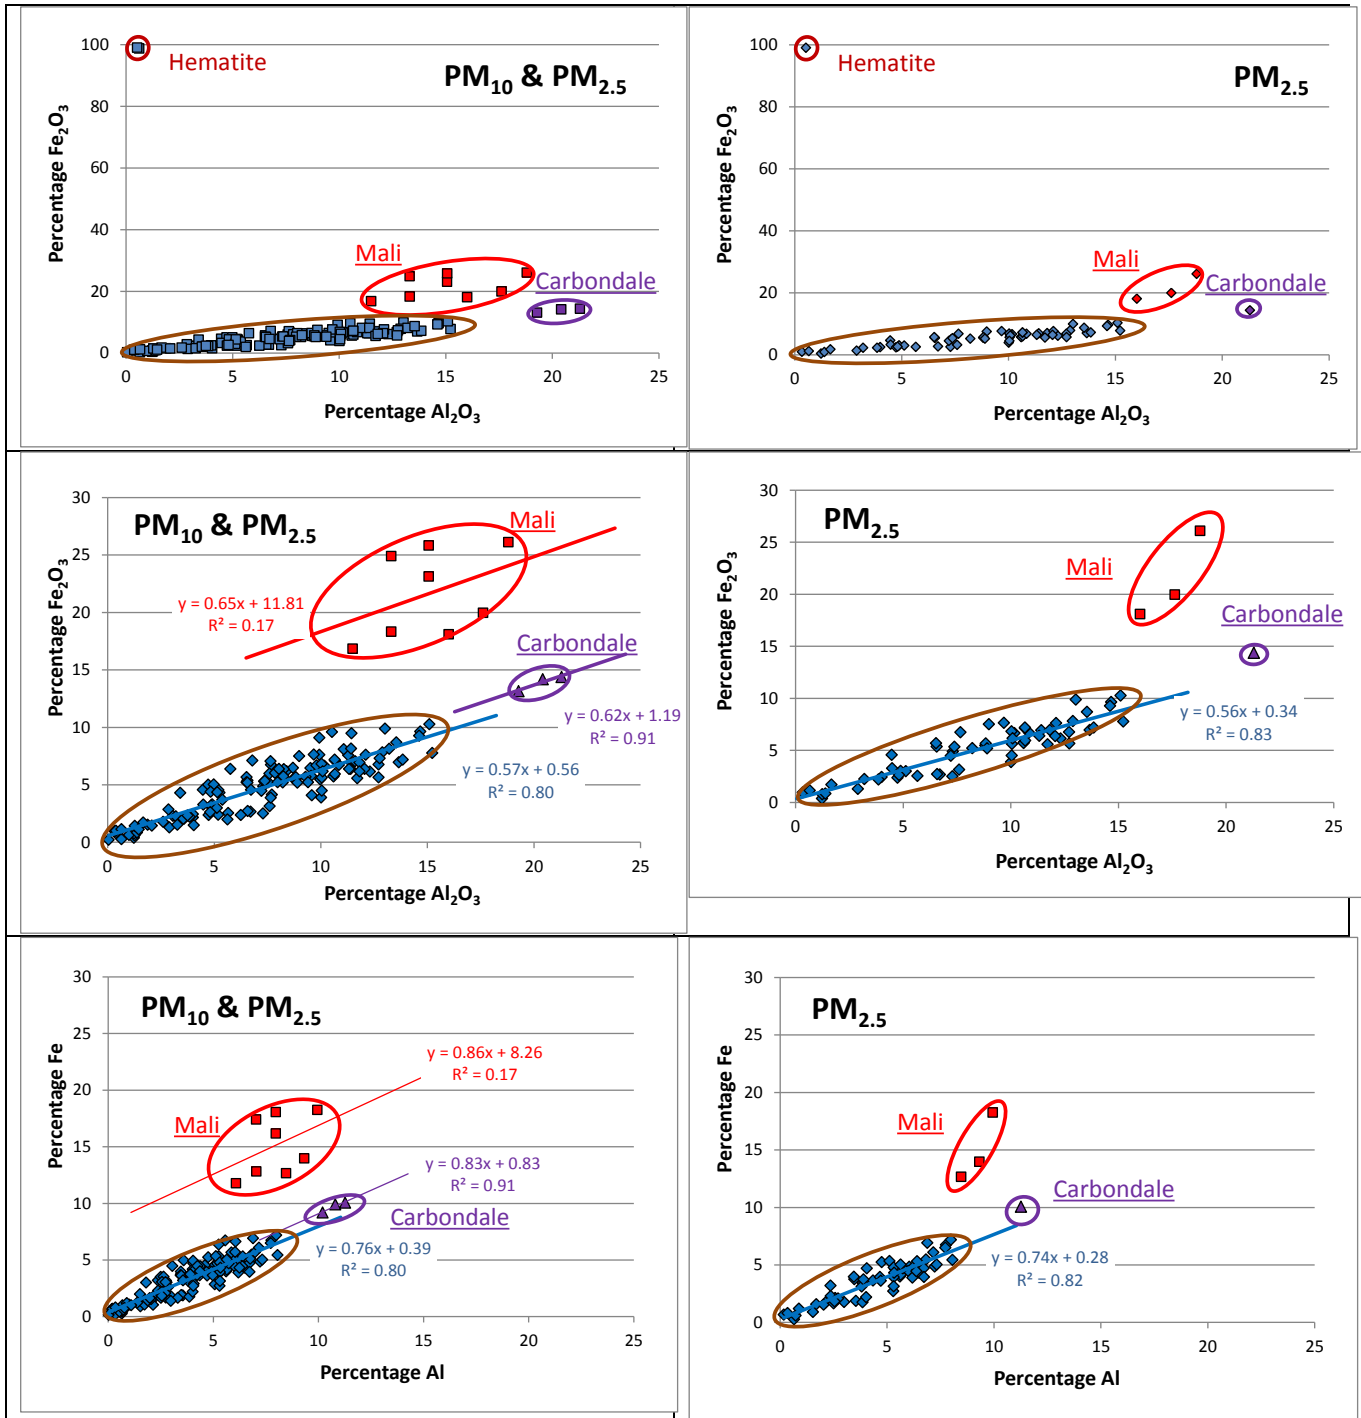 PM10 & PM2.5
Percentage Fe2O3
100
80
60
40
20
0
Hematite
Mali
Carbondale
0 5 10 15 20 25
Percentage Al2O3
PM2.5
Percentage Fe2O3
100
80
60
40
20
0
Hematite
Mali
Carbondale
0 5 10 15 20 25
Percentage Al2O3
PM10 & PM2.5
Percentage Fe2O3
30
25
20
15
10
5
0
Mali
y = 0.65x + 11.81
R² = 0.17
Carbondale
y = 0.62x + 1.19
R² = 0.91
y = 0.57x + 0.56
R² = 0.80
0 5 10 15 20 25
Percentage Al2O3
PM2.5
Percentage Fe2O3
30
25
20
15
10
5
0
Mali
Carbondale
y = 0.56x + 0.34
R² = 0.83
0 5 10 15 20 25
Percentage Al2O3
PM10 & PM2.5
Percentage Fe
30
25
20
15
10
5
0
y = 0.86x + 8.26
R² = 0.17
Mali
y = 0.83x + 0.83
R² = 0.91
Carbondale
y = 0.76x + 0.39
R² = 0.80
0 5 10 15 20 25
Percentage Al
PM2.5
Percentage Fe
30
25
20
15
10
5
0
Mali
Carbondale
y = 0.74x + 0.28
R² = 0.82
0 5 10 15 20 25
Percentage Al